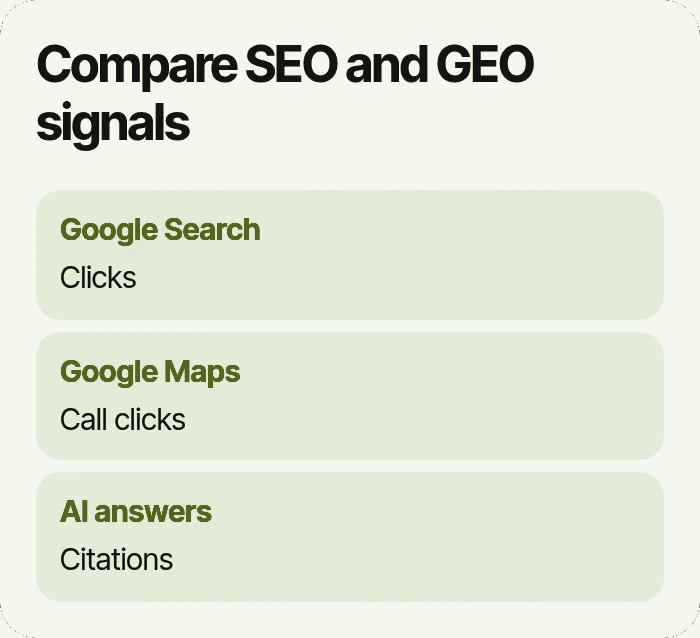 Compare SEO and GEO
signals
Google Search
Clicks
Google Maps
Call clicks
AI answers
Citations